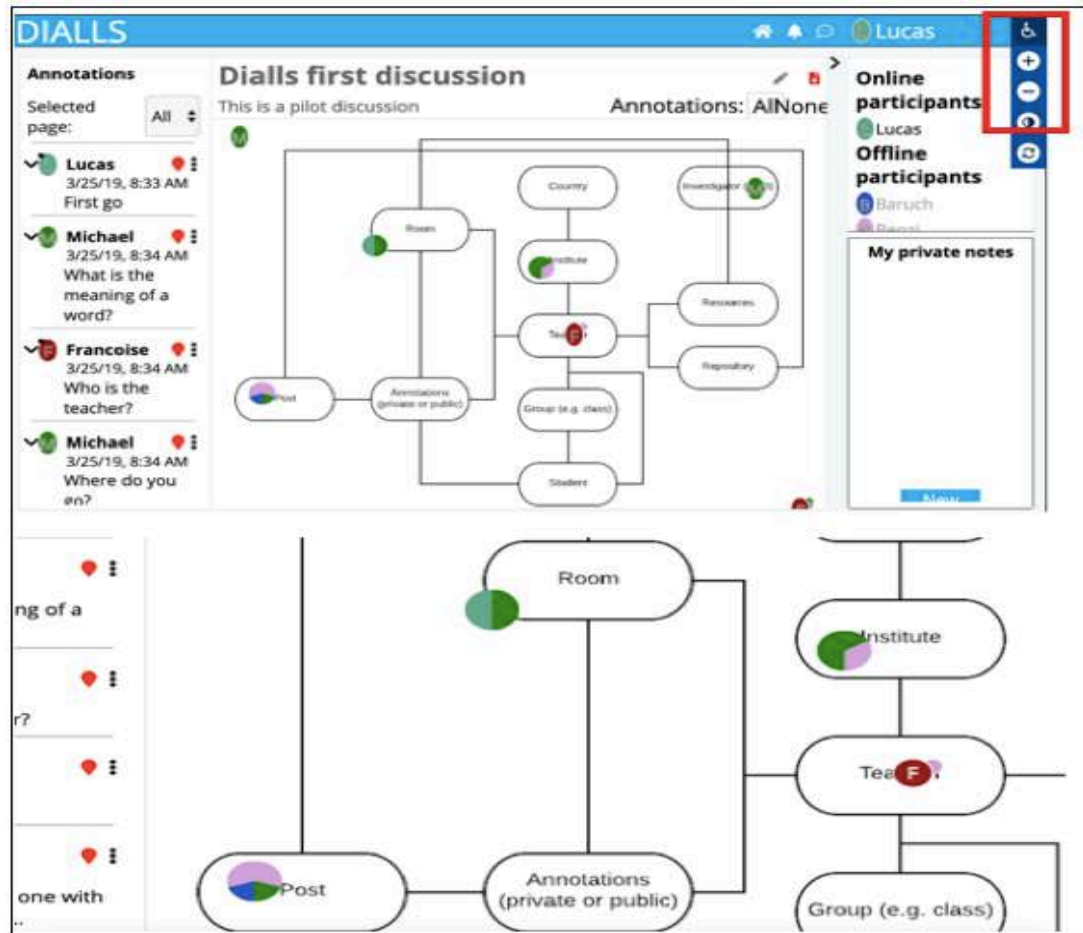 DIALLS
Lucas
Annotations
Selected page:
All
Lucas
3/25/19, 8:33 AM
First go
Michael
3/25/19, 8:34 AM
What is the
meaning of a
word?
Francoise
3/25/19, 8:34 AM
Who is the
teacher?
Michael
3/25/19, 8:34 AM
Where do you
go?
Dialls first discussion
This is a pilot discussion
Annotations: AllNone
M
Country
Investigator
Room
Institute
Resources
F
Repository
Post
Annotations
(private or public)
Group (e.g. class)
Student
Online
participants
Lucas
Offline
participants
B Baruch
My private notes
New
ng of a
r?
one with
..
Room
Institute
Tea F
Post
Annotations
(private or public)
Group (e.g. class)